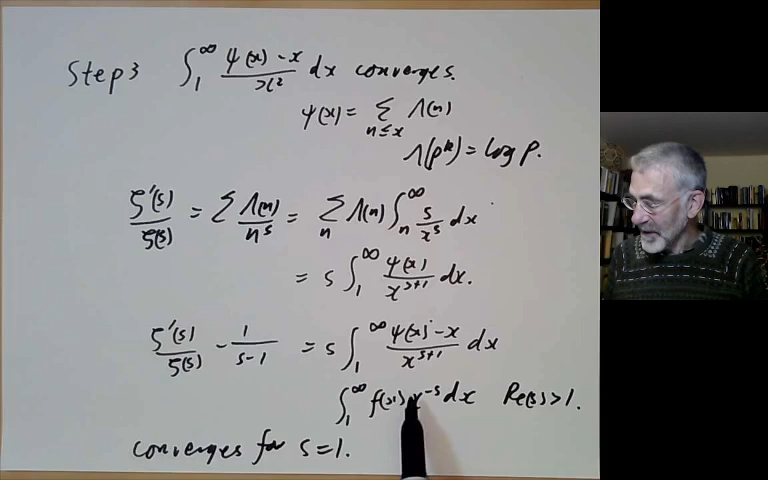 Step 3 ∫₁^∞ (ψ(x) - x)/x² dx converges.
ψ(x) = Σ_{n≤x} Λ(n)
Λ(p^k) = log p.
ζ'(s)/ζ(s) = Σ Λ(n)/n^s = Σ_n Λ(n) ∫_n^∞ s/x^s dx
= s ∫₁^∞ ψ(x)/x^{s+1} dx.
ζ'(s)/ζ(s) - 1/(s-1) = s ∫₁^∞ (ψ(x) - x)/x^{s+1} dx
∫₁^∞ f(x) x^{-s} dx Re(s) > 1.
converges for s = 1.